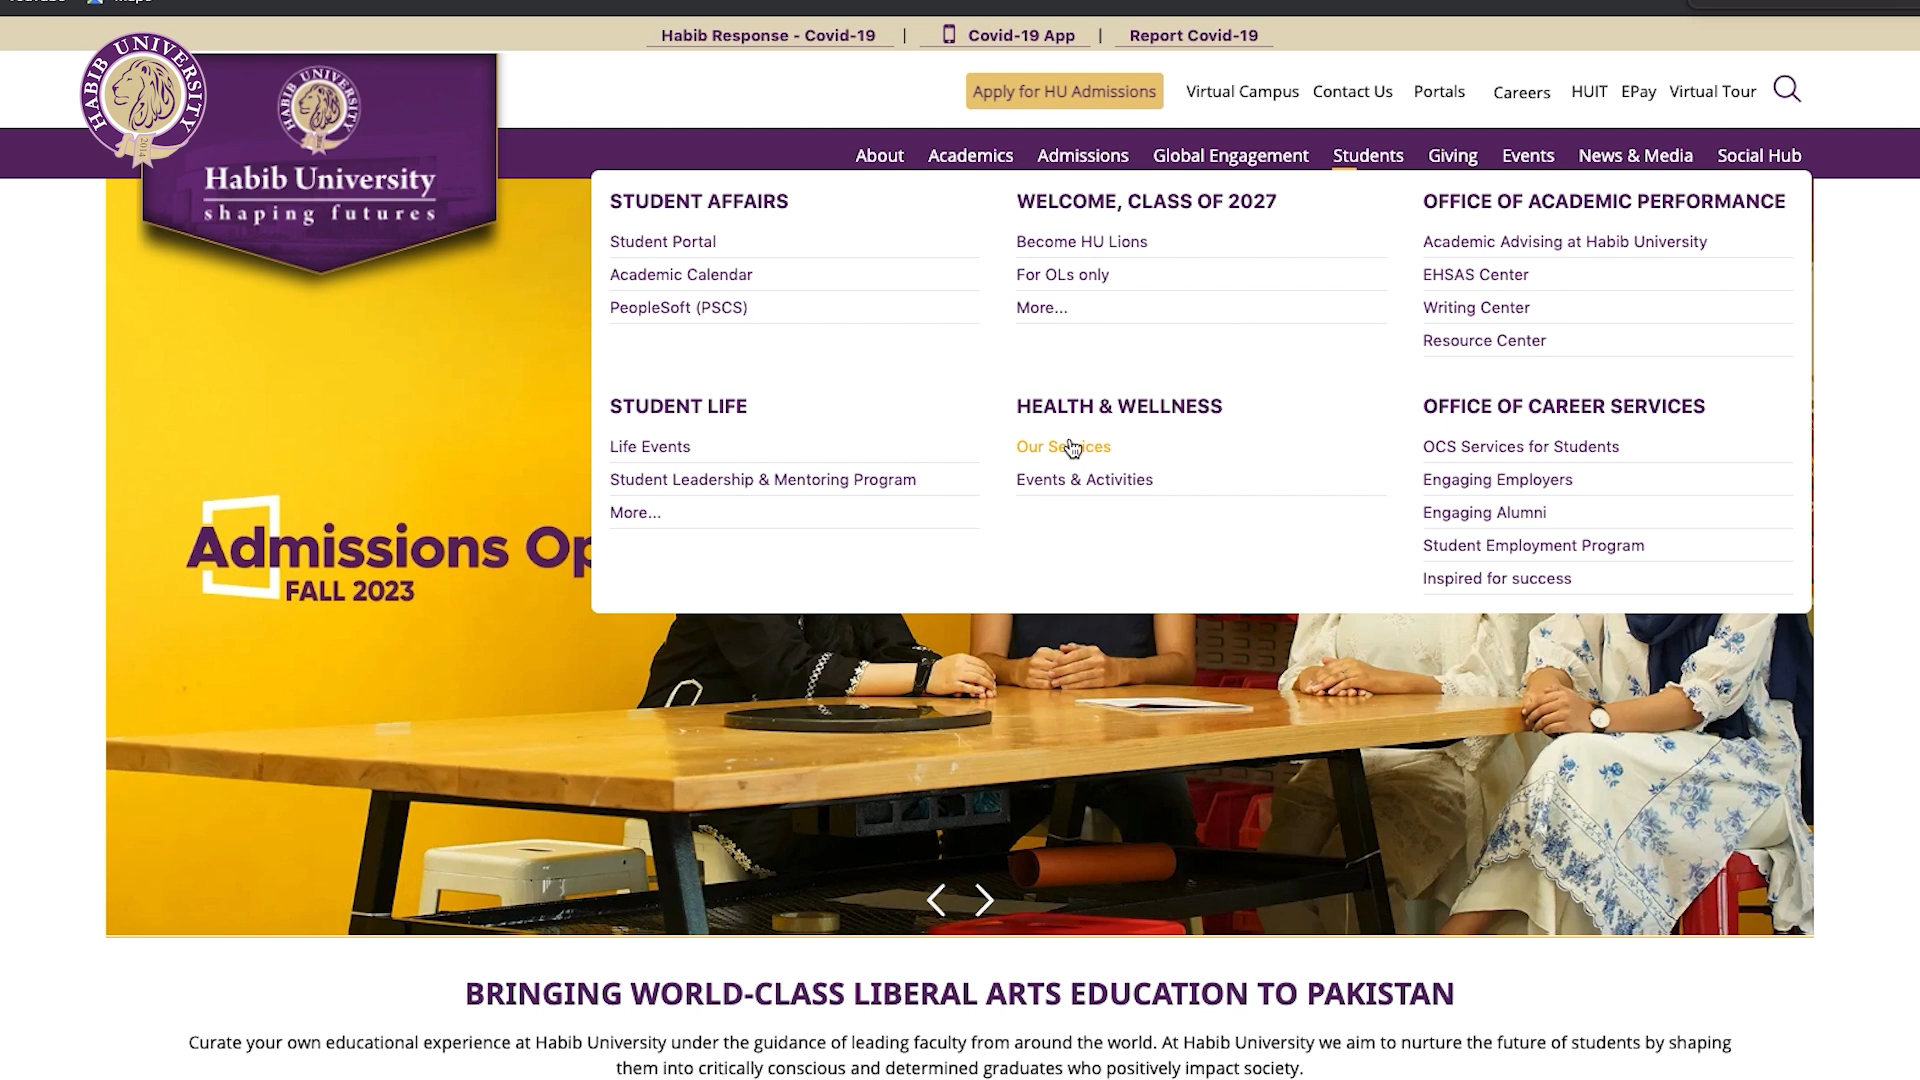 Habib Response - Covid-19 | Covid-19 App | Report Covid-19
HABIB UNIVERSITY
2014
HABIB UNIVERSITY
Habib University
shaping futures
Apply for HU Admissions Virtual Campus Contact Us Portals Careers HUIT EPay Virtual Tour
About Academics Admissions Global Engagement Students Giving Events News & Media Social Hub
STUDENT AFFAIRS
Student Portal
Academic Calendar
PeopleSoft (PSCS)
WELCOME, CLASS OF 2027
Become HU Lions
For OLs only
More...
OFFICE OF ACADEMIC PERFORMANCE
Academic Advising at Habib University
EHSAS Center
Writing Center
Resource Center
STUDENT LIFE
Life Events
Student Leadership & Mentoring Program
More...
HEALTH & WELLNESS
Our Services
Events & Activities
OFFICE OF CAREER SERVICES
OCS Services for Students
Engaging Employers
Engaging Alumni
Student Employment Program
Inspired for success
Admissions Op
FALL 2023
BRINGING WORLD-CLASS LIBERAL ARTS EDUCATION TO PAKISTAN
Curate your own educational experience at Habib University under the guidance of leading faculty from around the world. At Habib University we aim to nurture the future of students by shaping
them into critically conscious and determined graduates who positively impact society.